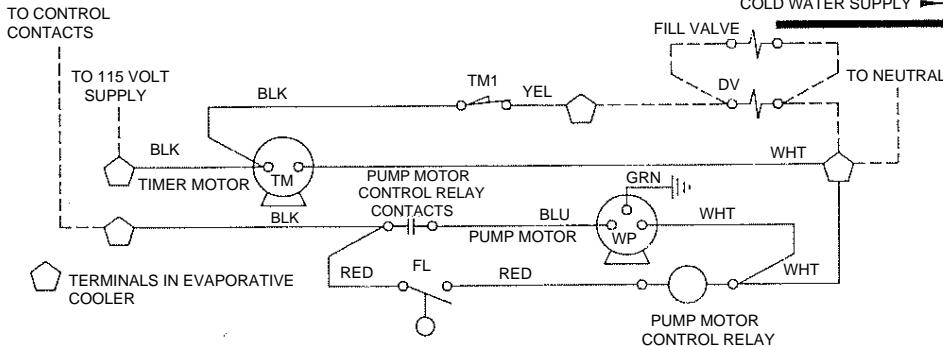 COLD WATER SUPPLY
TO CONTROL
CONTACTS
FILL VALVE
TO 115 VOLT
SUPPLY
BLK
TM1
YEL
DV
TO NEUTRAL
BLK
TIMER MOTOR
TM
WHT
PUMP MOTOR
CONTROL RELAY
CONTACTS
GRN
BLK
BLU
PUMP MOTOR
WP
WHT
TERMINALS IN EVAPORATIVE
COOLER
RED
FL
RED
WHT
PUMP MOTOR
CONTROL RELAY